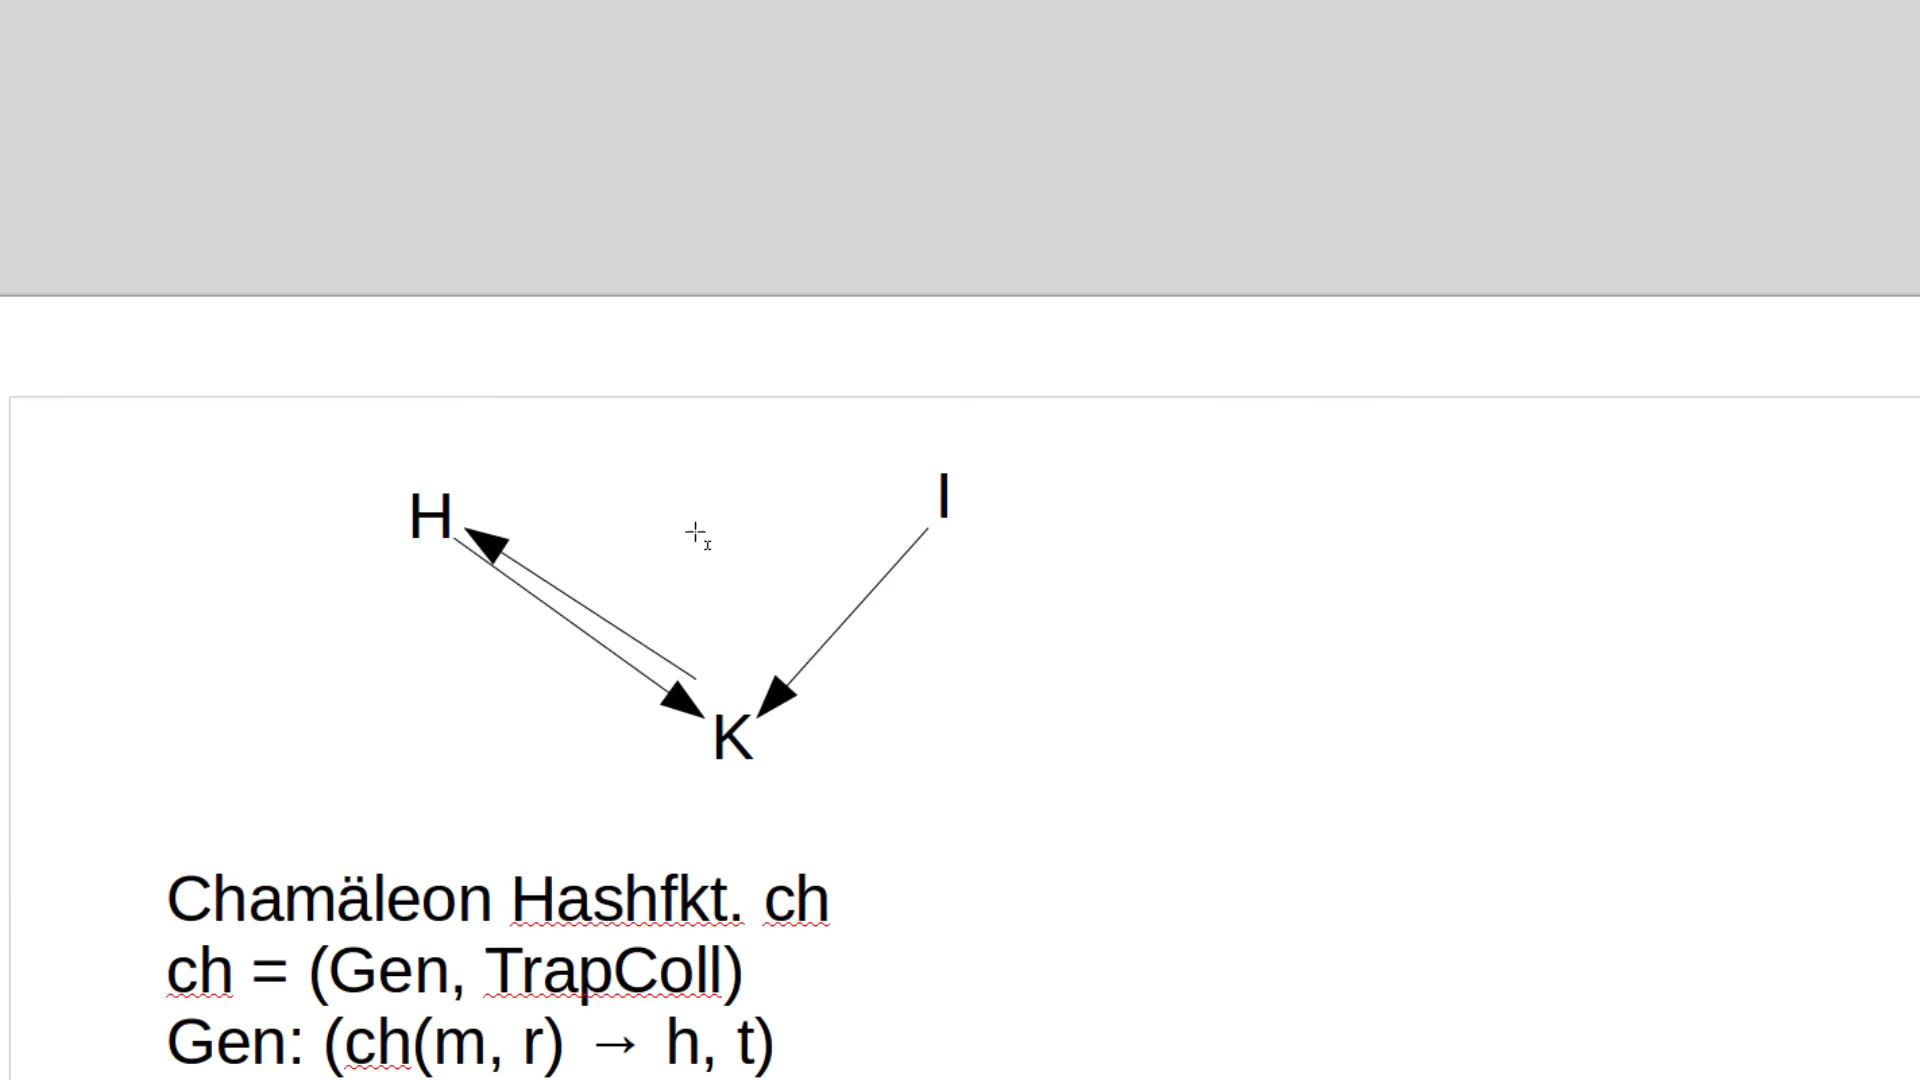 H
I
K
Chamäleon Hashfkt. ch
ch = (Gen, TrapColl)
Gen: (ch(m, r) → h, t)